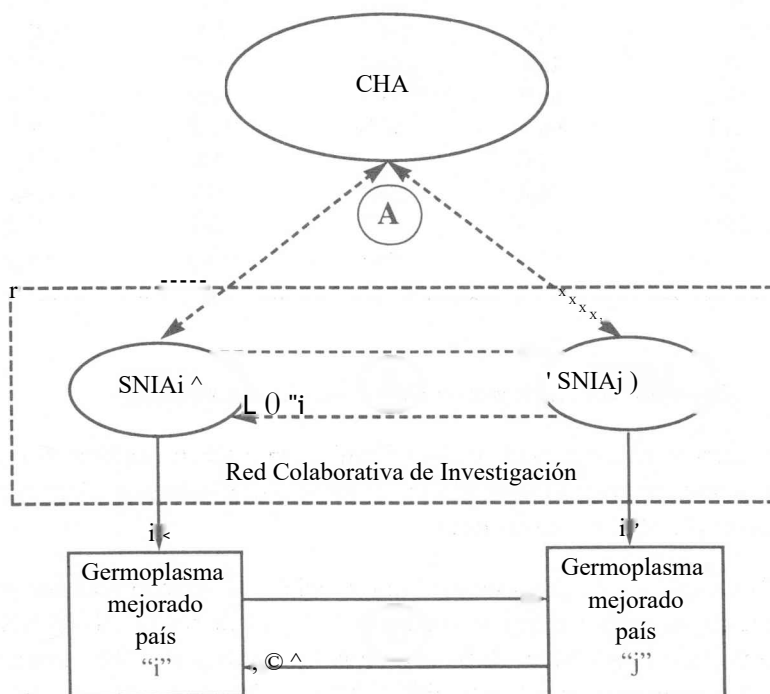 CHA
A
SNIAi ^
' SNIAj )
L () "i
Red Colaborativa de Investigación
Germoplasma
mejorado
país
“i”
Germoplasma
mejorado
país
“j”
, © ^